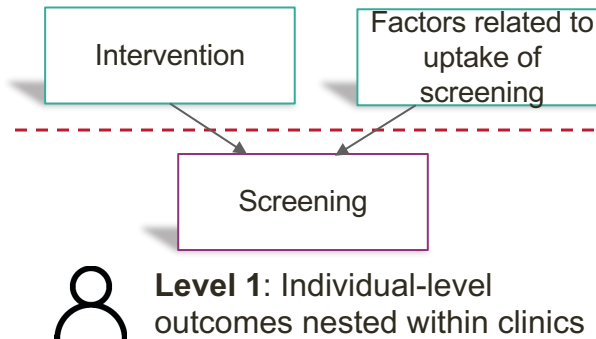 Intervention
Factors related to
uptake of
screening
Screening
Level 1: Individual-level
outcomes nested within clinics